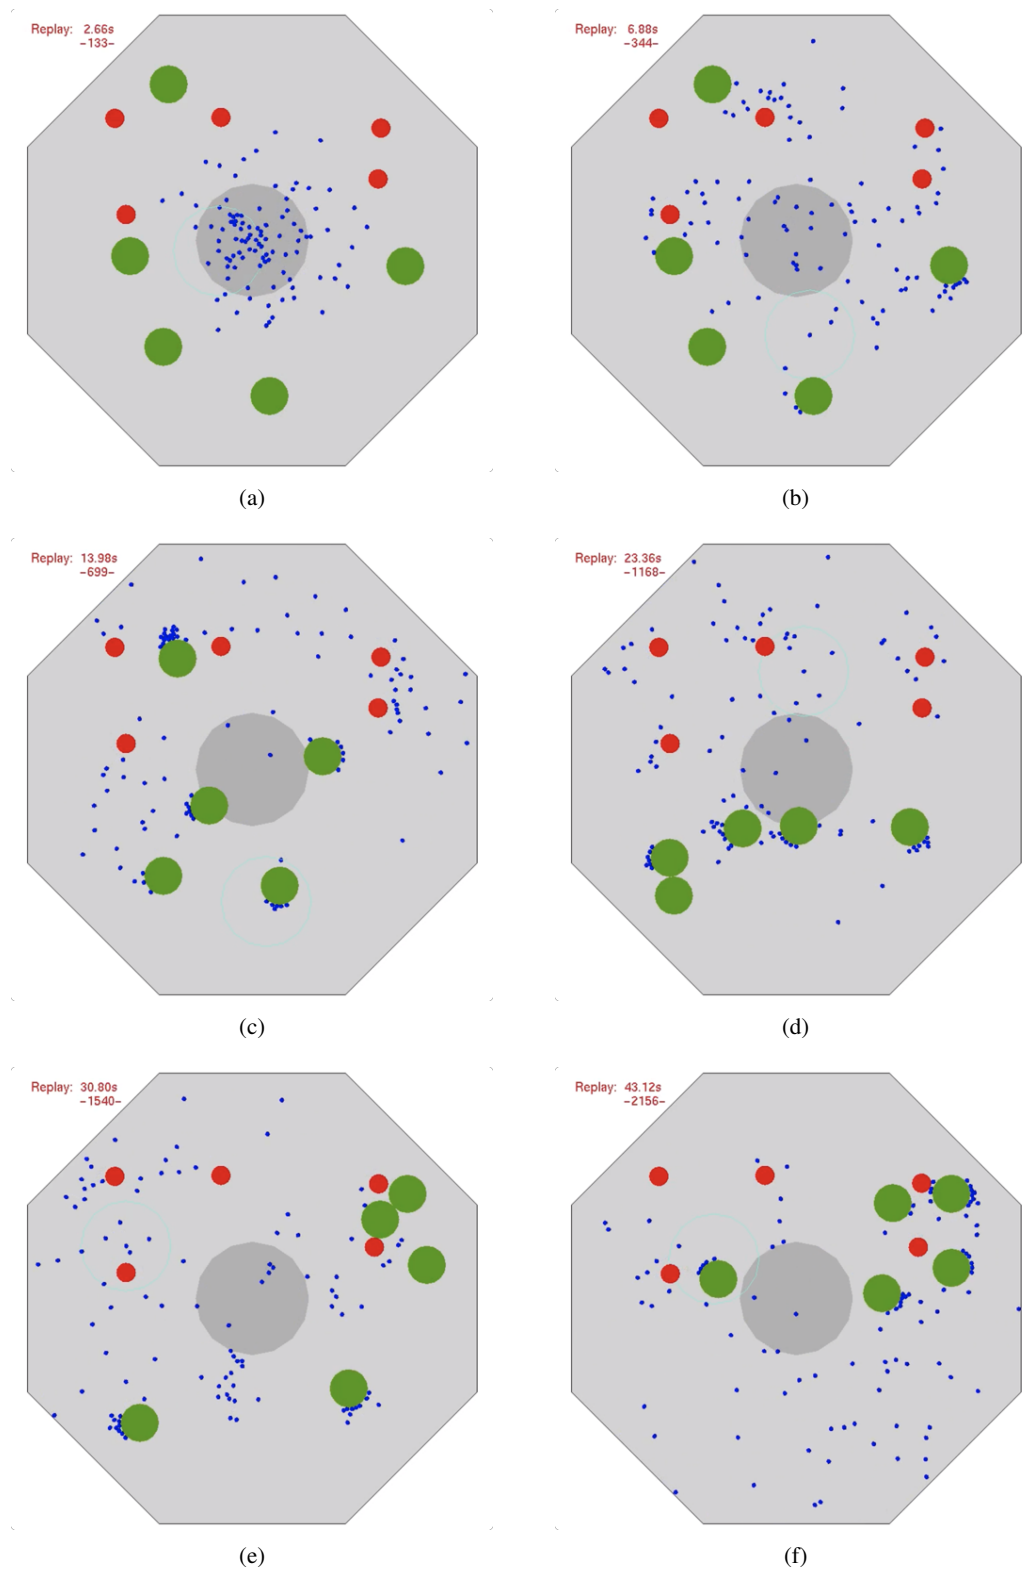 Replay: 2.66s
-133-
(a)
Replay: 6.88s
-344-
(b)
Replay: 13.98s
-699-
(c)
Replay: 23.36s
-1168-
(d)
Replay: 30.80s
-1540-
(e)
Replay: 43.12s
-2156-
(f)